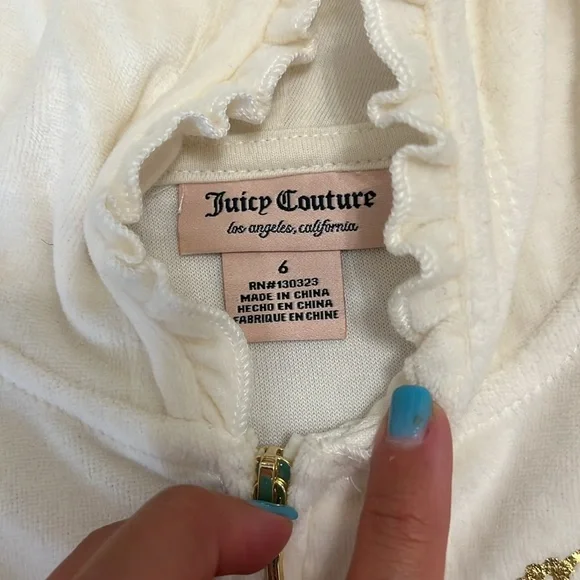 Juicy Couture
los angeles, california
6
RN#130323
MADE IN CHINA
HECHO EN CHINA
FABRIQUE EN CHINE